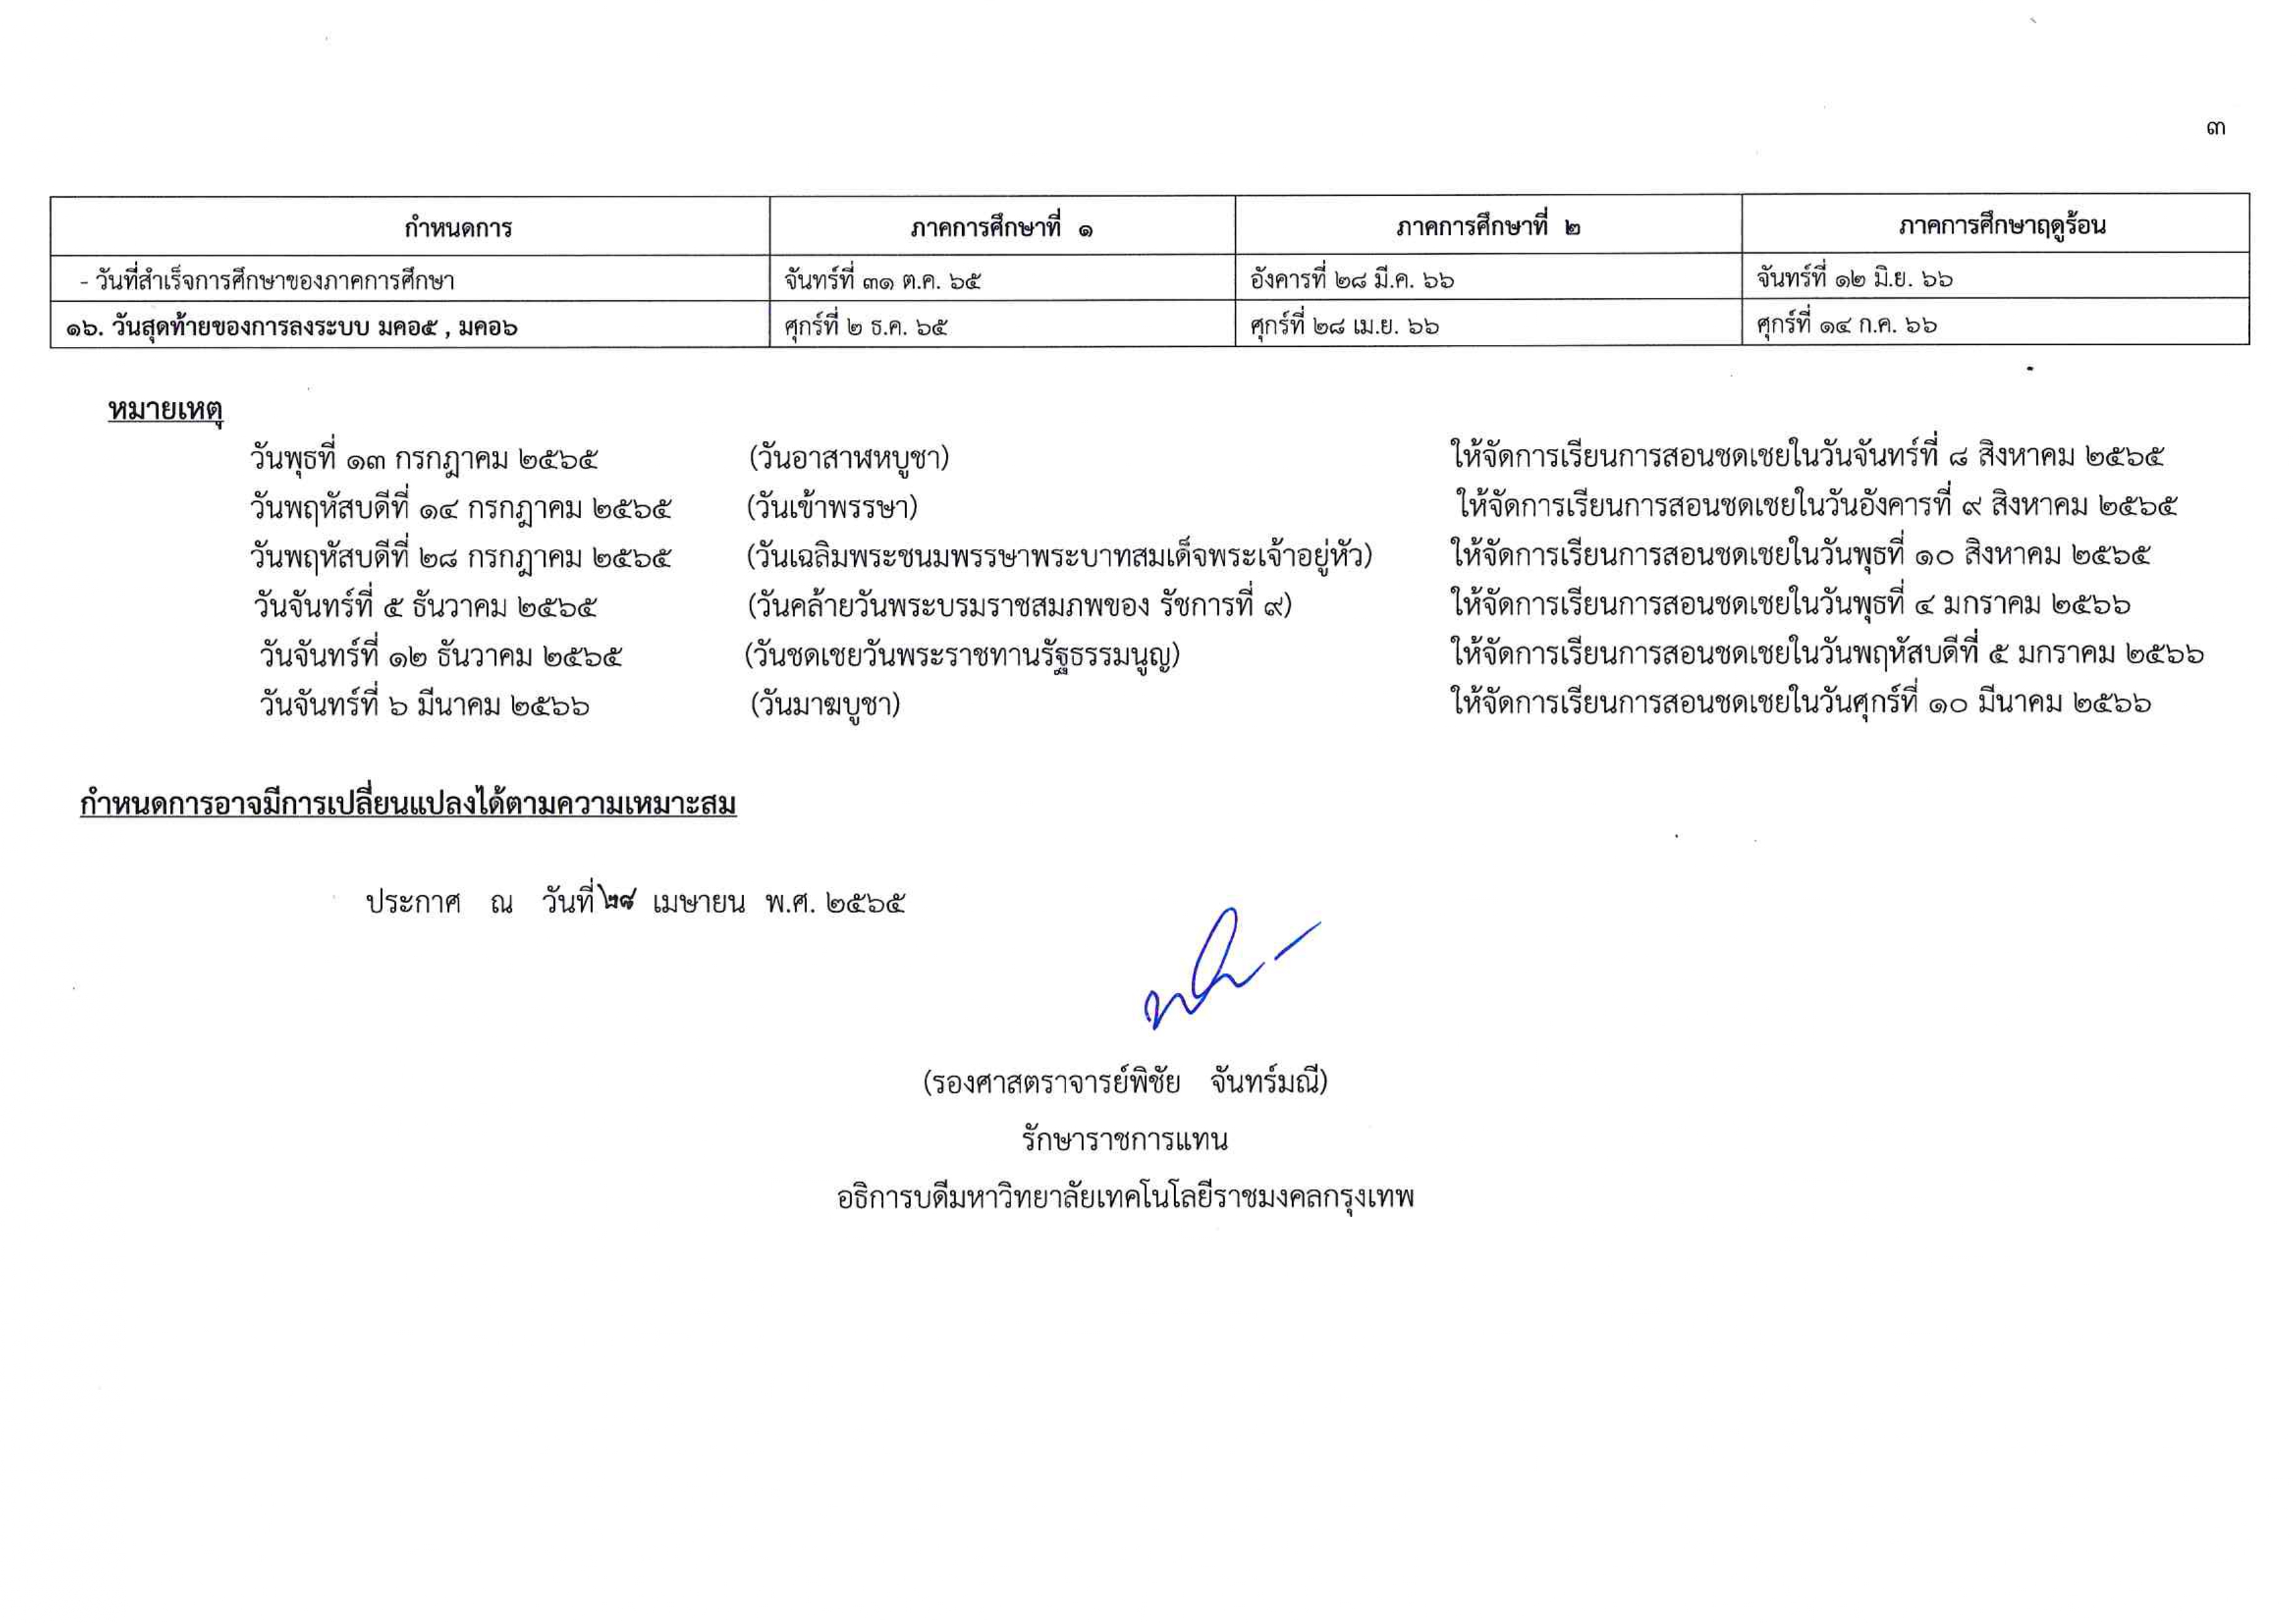 ๓
กำหนดการ ภาคการศึกษาที่ ๑ ภาคการศึกษาที่ ๒ ภาคการศึกษาฤดูร้อน
- วันที่สำเร็จการศึกษาของภาคการศึกษา จันทร์ที่ ๓๑ ต.ค. ๖๕ อังคารที่ ๒๘ มี.ค. ๖๖ จันทร์ที่ ๑๒ มิ.ย. ๖๖
๑๖. วันสุดท้ายของการลงระบบ มคอ๕ , มคอ๖ ศุกร์ที่ ๒ ธ.ค. ๖๕ ศุกร์ที่ ๒๘ เม.ย. ๖๖ ศุกร์ที่ ๑๔ ก.ค. ๖๖
หมายเหตุ
วันพุธที่ ๑๓ กรกฎาคม ๒๕๖๕ (วันอาสาฬหบูชา) ให้จัดการเรียนการสอนชดเชยในวันจันทร์ที่ ๘ สิงหาคม ๒๕๖๕
วันพฤหัสบดีที่ ๑๔ กรกฎาคม ๒๕๖๕ (วันเข้าพรรษา) ให้จัดการเรียนการสอนชดเชยในวันอังคารที่ ๙ สิงหาคม ๒๕๖๕
วันพฤหัสบดีที่ ๒๘ กรกฎาคม ๒๕๖๕ (วันเฉลิมพระชนมพรรษาพระบาทสมเด็จพระเจ้าอยู่หัว) ให้จัดการเรียนการสอนชดเชยในวันพุธที่ ๑๐ สิงหาคม ๒๕๖๕
วันจันทร์ที่ ๕ ธันวาคม ๒๕๖๕ (วันคล้ายวันพระบรมราชสมภพของ รัชการที่ ๙) ให้จัดการเรียนการสอนชดเชยในวันพุธที่ ๔ มกราคม ๒๕๖๖
วันจันทร์ที่ ๑๒ ธันวาคม ๒๕๖๕ (วันชดเชยวันพระราชทานรัฐธรรมนูญ) ให้จัดการเรียนการสอนชดเชยในวันพฤหัสบดีที่ ๕ มกราคม ๒๕๖๖
วันจันทร์ที่ ๖ มีนาคม ๒๕๖๖ (วันมาฆบูชา) ให้จัดการเรียนการสอนชดเชยในวันศุกร์ที่ ๑๐ มีนาคม ๒๕๖๖
กำหนดการอาจมีการเปลี่ยนแปลงได้ตามความเหมาะสม
ประกาศ ณ วันที่ ๒๘ เมษายน พ.ศ. ๒๕๖๕
(รองศาสตราจารย์พิชัย จันทร์มณี)
รักษาราชการแทน
อธิการบดีมหาวิทยาลัยเทคโนโลยีราชมงคลกรุงเทพ